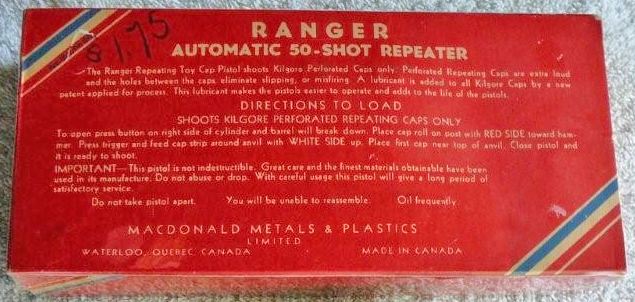 $1.75
RANGER
AUTOMATIC 50-SHOT REPEATER
The Ranger Repeating Toy Cap Pistol shoots Kilgore Perforated Caps only. Perforated Repeating Caps are extra loud
and the holes between the caps eliminate slipping, or misfiring. A lubricant is added to all Kilgore Caps by a new
patent applied for process. This lubricant makes the pistols easier to operate and adds to the life of the pistols.
DIRECTIONS TO LOAD
SHOOTS KILGORE PERFORATED REPEATING CAPS ONLY
To open press button on right side of cylinder and barrel will break down. Place cap roll on post with RED SIDE toward ham-
mer. Press trigger and feed cap strip around anvil with WHITE SIDE up. Place first cap near top of anvil. Close pistol and
it is ready to shoot.
IMPORTANT—This pistol is not indestructible. Great care and the finest materials obtainable have been
used in its manufacture. Do not abuse or drop. With careful usage this pistol will give a long period of
satisfactory service.
Do not take pistol apart. You will be unable to reassemble. Oil frequently.
MACDONALD METALS & PLASTICS
LIMITED
WATERLOO, QUEBEC, CANADA MADE IN CANADA